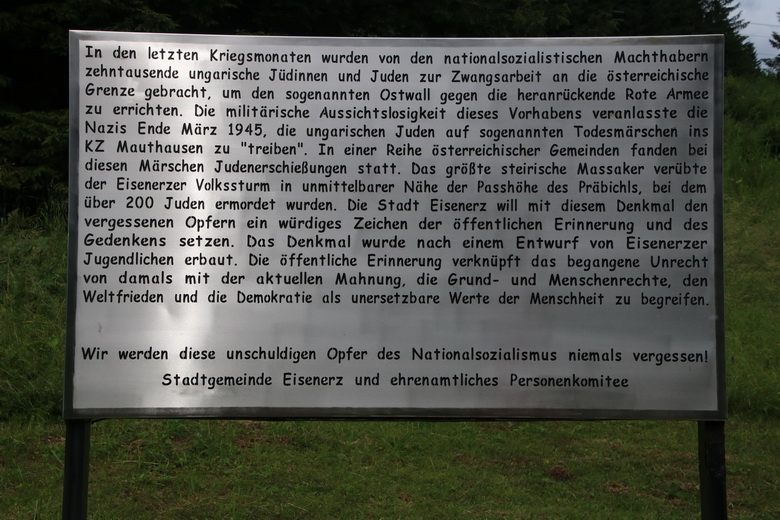 In den letzten Kriegsmonaten wurden von den nationalsozialistischen Machthabern
zehntausende ungarische Jüdinnen und Juden zur Zwangsarbeit an die österreichische
Grenze gebracht, um den sogenannten Ostwall gegen die heranrückende Rote Armee
zu errichten. Die militärische Aussichtslosigkeit dieses Vorhabens veranlasste die
Nazis Ende März 1945, die ungarischen Juden auf sogenannten Todesmärschen ins
KZ Mauthausen zu "treiben". In einer Reihe österreichischer Gemeinden fanden bei
diesen Märschen Judenerschießungen statt. Das größte steirische Massaker verübte
der Eisenerzer Volkssturm in unmittelbarer Nähe der Passhöhe des Präbichls, bei dem
über 200 Juden ermordet wurden. Die Stadt Eisenerz will mit diesem Denkmal den
vergessenen Opfern ein würdiges Zeichen der öffentlichen Erinnerung und des
Gedenkens setzen. Das Denkmal wurde nach einem Entwurf von Eisenerzer
Jugendlichen erbaut. Die öffentliche Erinnerung verknüpft das begangene Unrecht
von damals mit der aktuellen Mahnung, die Grund- und Menschenrechte, den
Weltfrieden und die Demokratie als unersetzbare Werte der Menschheit zu begreifen.
Wir werden diese unschuldigen Opfer des Nationalsozialismus niemals vergessen!
Stadtgemeinde Eisenerz und ehrenamtliches Personenkomitee